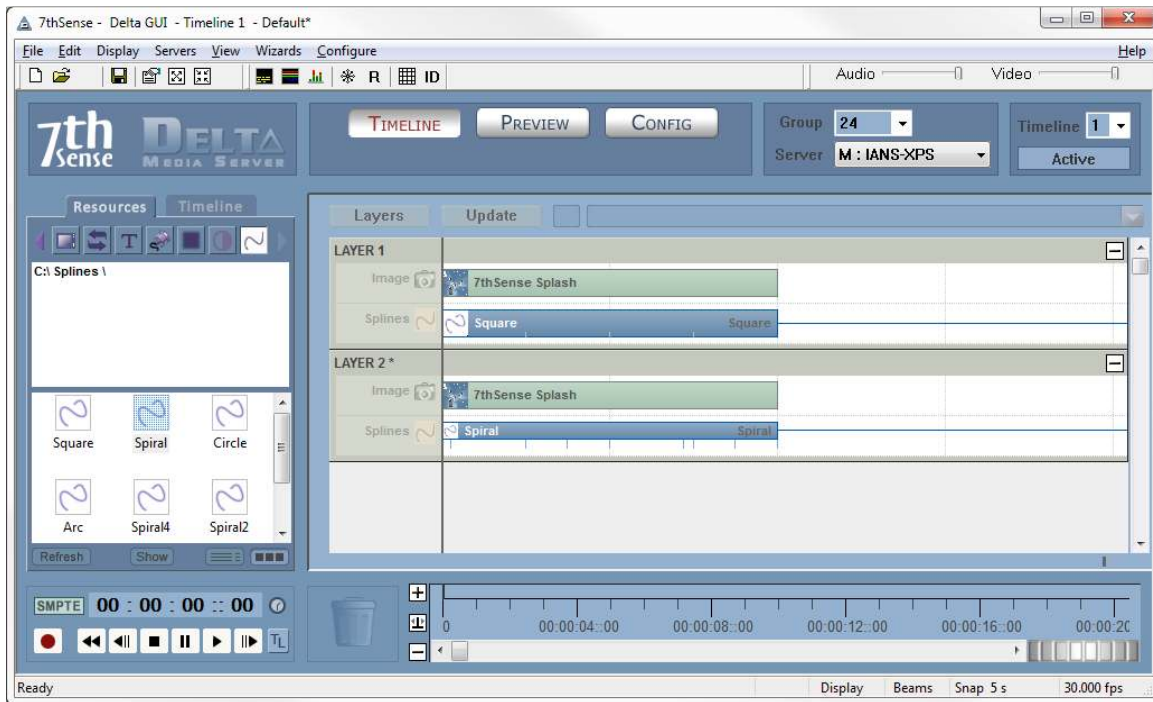 7thSense - Delta GUI - Timeline 1 - Default*
File Edit Display Servers View Wizards Configure Help
R ID Audio Video
7th Sense DELTA MEDIA SERVER
TIMELINE PREVIEW CONFIG
Group 24
Server M : IANS-XPS
Timeline 1
Active
Resources Timeline
T
C:\ Splines \
Square Spiral Circle
Arc Spiral4 Spiral2
Refresh Show
Layers Update
LAYER 1
Image 7thSense Splash
Splines Square Square
LAYER 2 *
Image 7thSense Splash
Splines Spiral Spiral
SMPTE 00 : 00 : 00 :: 00
TL
0 00:00:04::00 00:00:08::00 00:00:12::00 00:00:16::00 00:00:20
Ready Display Beams Snap 5 s 30.000 fps